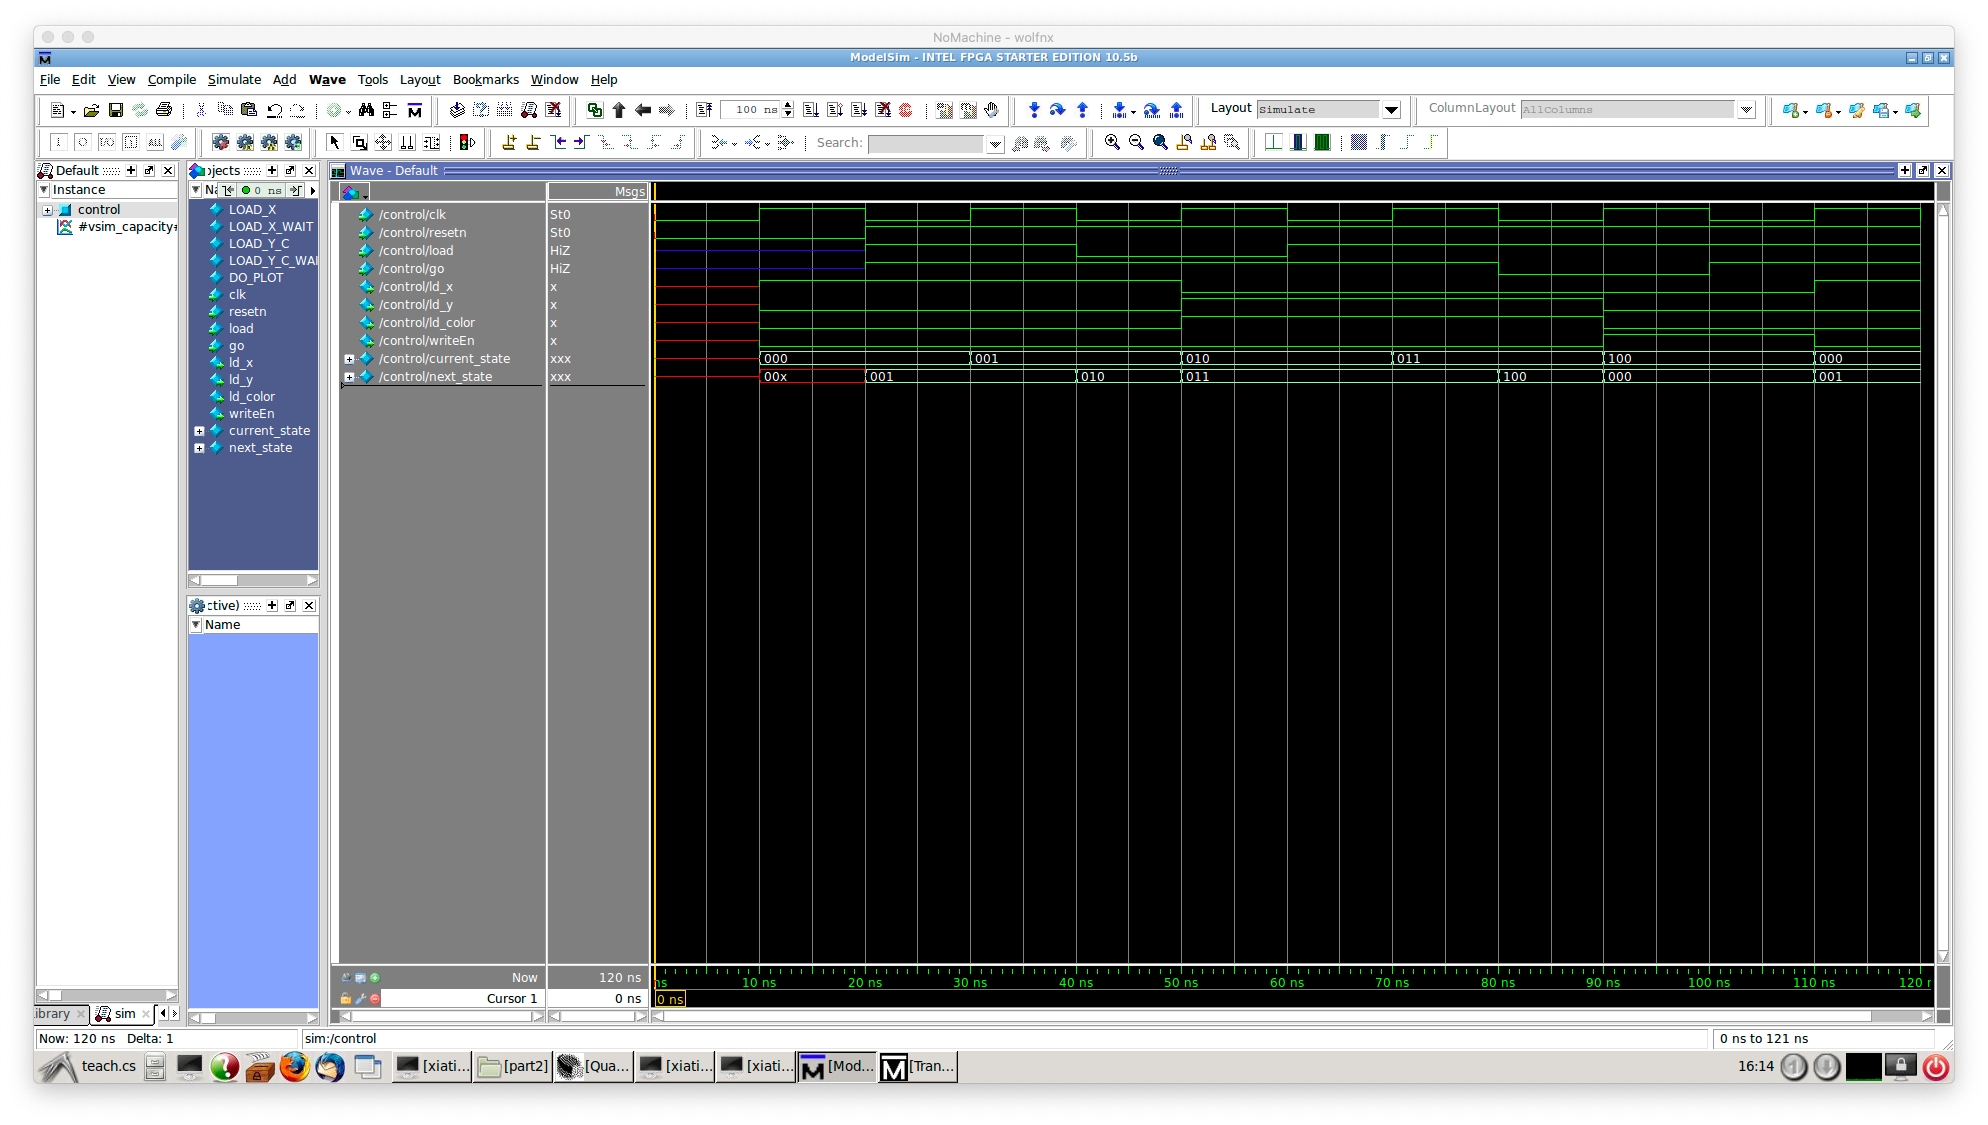 NoMachine - wolfnx
ModelSim - INTEL FPGA STARTER EDITION 10.5b
File Edit View Compile Simulate Add Wave Tools Layout Bookmarks Window Help
100 ns Layout Simulate ColumnLayout AllColumns
Search:
Default
Instance
control
#vsim_capacity#
jects
0 ns
LOAD_X
LOAD_X_WAIT
LOAD_Y_C
LOAD_Y_C_WAI
DO_PLOT
clk
resetn
load
go
ld_x
ld_y
ld_color
writeEn
current_state
next_state
ctive)
Name
Wave - Default
Msgs
/control/clk St0
/control/resetn St0
/control/load HiZ
/control/go HiZ
/control/ld_x x
/control/ld_y x
/control/ld_color x
/control/writeEn x
/control/current_state xxx 000 001 010 011 100 000
/control/next_state xxx 00x 001 010 011 100 000 001
Now 120 ns ns 10 ns 20 ns 30 ns 40 ns 50 ns 60 ns 70 ns 80 ns 90 ns 100 ns 110 ns 120 n
Cursor 1 0 ns 0 ns
ibrary sim
Now: 120 ns Delta: 1 sim:/control 0 ns to 121 ns
teach.cs [xiati... [part2] [Qua... [xiati... [xiati... [Mod... [Tran... 16:14